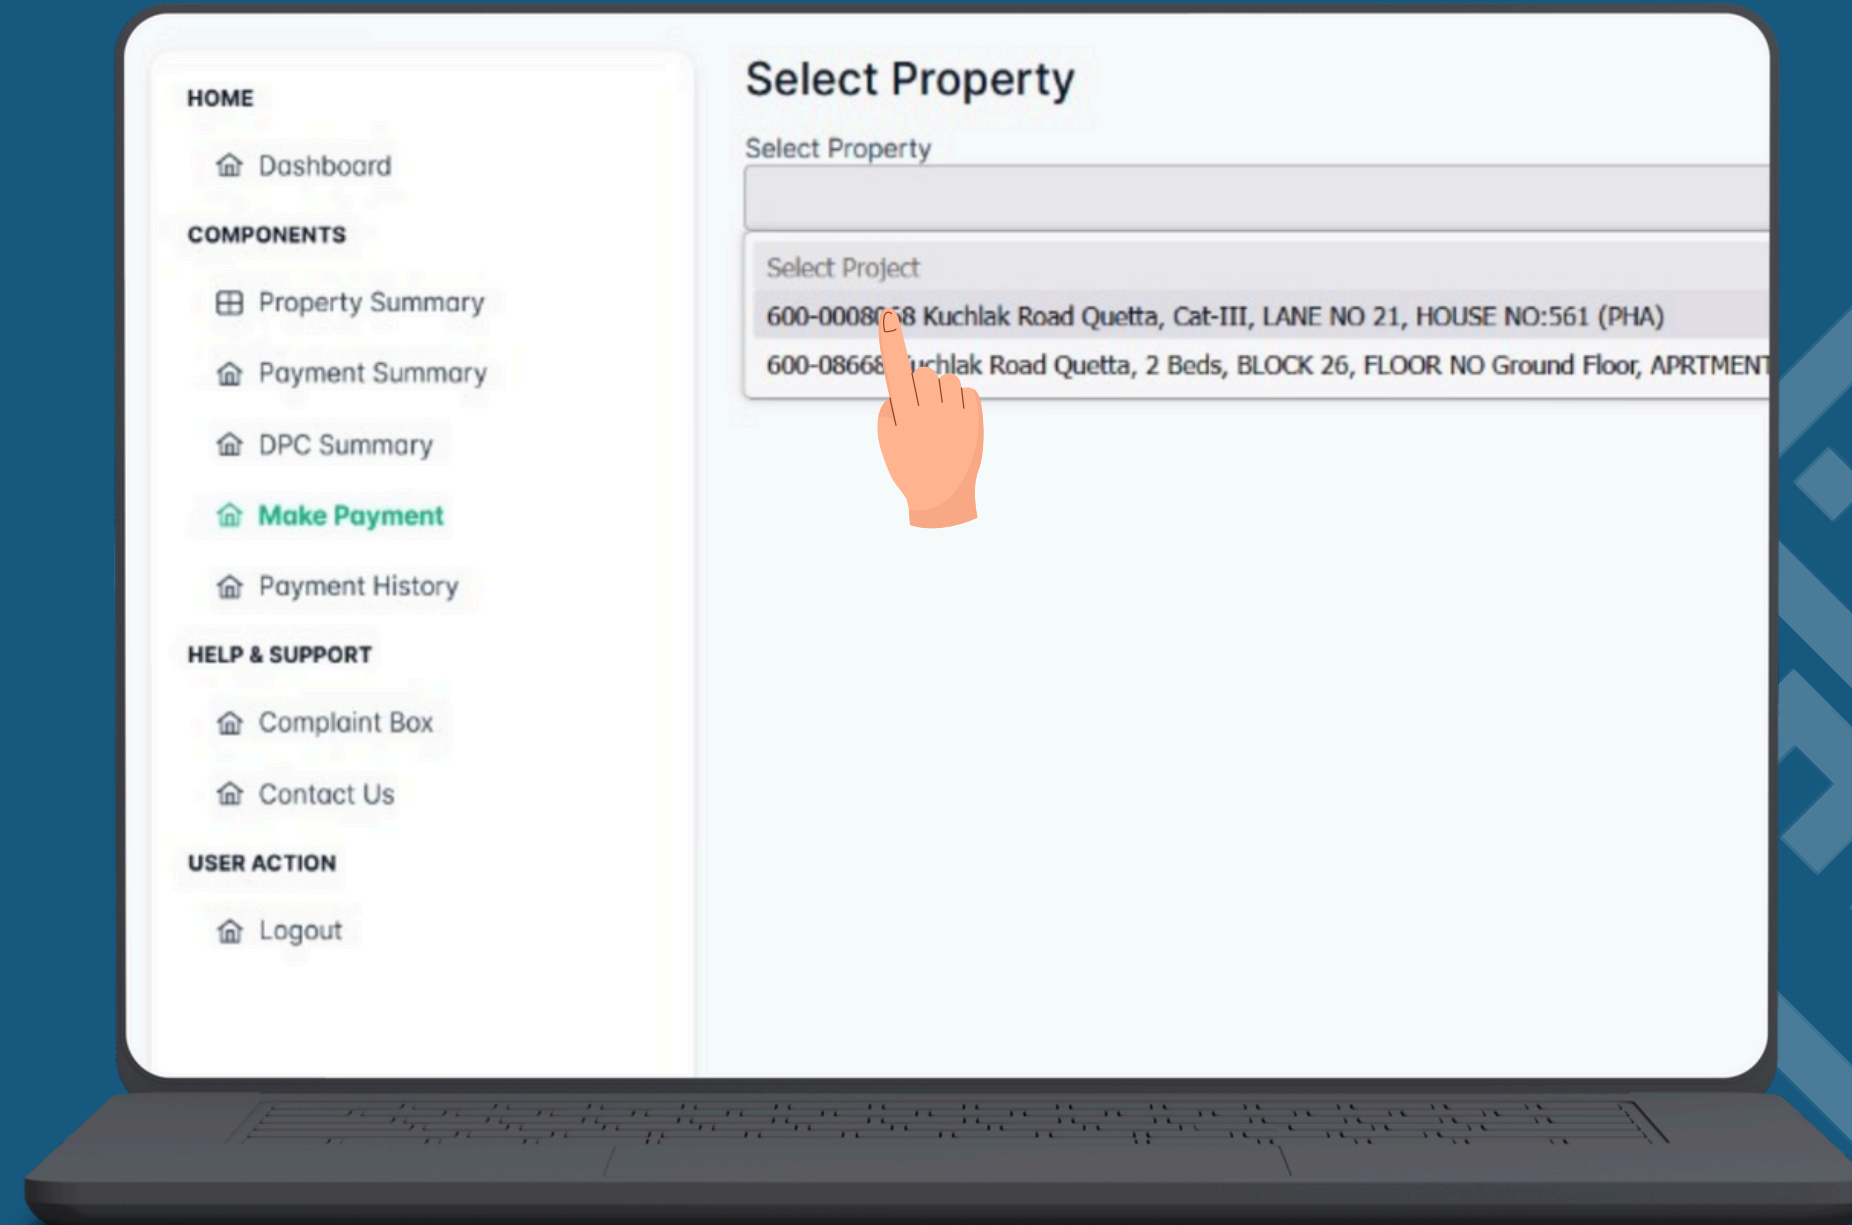 HOME
Dashboard
COMPONENTS
Property Summary
Payment Summary
DPC Summary
Make Payment
Payment History
HELP & SUPPORT
Complaint Box
Contact Us
USER ACTION
Logout
Select Property
Select Property
Select Project
Kuchlak Road Quetta, Cat-III, LANE NO 21, HOUSE NO:561 (PHA)
Road Quetta, 2 Beds, BLOCK 26, FLOOR NO Ground Floor, APRTMENT